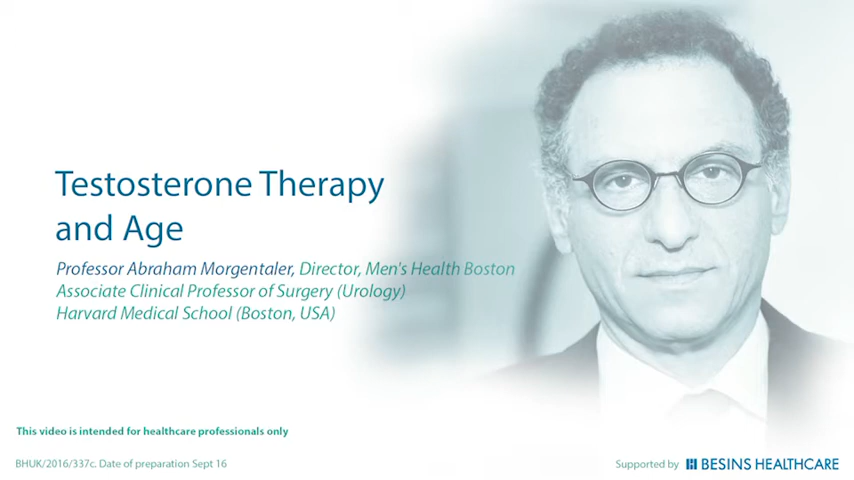 Testosterone Therapy
and Age
Professor Abraham Morgentaler, Director, Men's Health Boston
Associate Clinical Professor of Surgery (Urology)
Harvard Medical School (Boston, USA)
This video is intended for healthcare professionals only
BHUK/2016/337c. Date of preparation Sept 16
Supported by BESINS HEALTHCARE